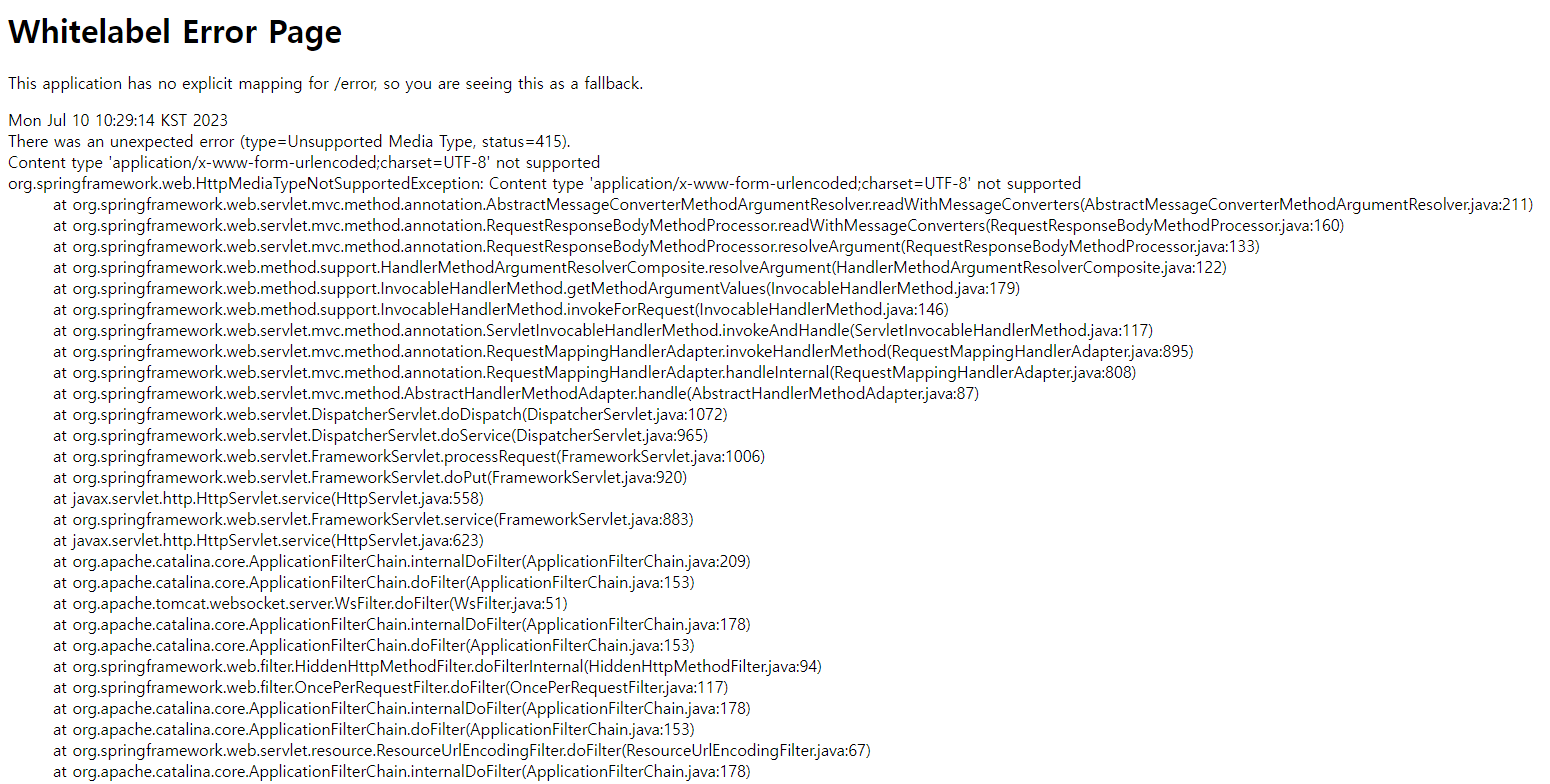 Whitelabel Error Page
This application has no explicit mapping for /error, so you are seeing this as a fallback.
Mon Jul 10 10:29:14 KST 2023
There was an unexpected error (type=Unsupported Media Type, status=415).
Content type 'application/x-www-form-urlencoded;charset=UTF-8' not supported
org.springframework.web.HttpMediaTypeNotSupportedException: Content type 'application/x-www-form-urlencoded;charset=UTF-8' not supported
at org.springframework.web.servlet.mvc.method.annotation.AbstractMessageConverterMethodArgumentResolver.readWithMessageConverters(AbstractMessageConverterMethodArgumentResolver.java:211)
at org.springframework.web.servlet.mvc.method.annotation.RequestResponseBodyMethodProcessor.readWithMessageConverters(RequestResponseBodyMethodProcessor.java:160)
at org.springframework.web.servlet.mvc.method.annotation.RequestResponseBodyMethodProcessor.resolveArgument(RequestResponseBodyMethodProcessor.java:133)
at org.springframework.web.method.support.HandlerMethodArgumentResolverComposite.resolveArgument(HandlerMethodArgumentResolverComposite.java:122)
at org.springframework.web.method.support.InvocableHandlerMethod.getMethodArgumentValues(InvocableHandlerMethod.java:179)
at org.springframework.web.method.support.InvocableHandlerMethod.invokeForRequest(InvocableHandlerMethod.java:146)
at org.springframework.web.servlet.mvc.method.annotation.ServletInvocableHandlerMethod.invokeAndHandle(ServletInvocableHandlerMethod.java:117)
at org.springframework.web.servlet.mvc.method.annotation.RequestMappingHandlerAdapter.invokeHandlerMethod(RequestMappingHandlerAdapter.java:895)
at org.springframework.web.servlet.mvc.method.annotation.RequestMappingHandlerAdapter.handleInternal(RequestMappingHandlerAdapter.java:808)
at org.springframework.web.servlet.mvc.method.AbstractHandlerMethodAdapter.handle(AbstractHandlerMethodAdapter.java:87)
at org.springframework.web.servlet.DispatcherServlet.doDispatch(DispatcherServlet.java:1072)
at org.springframework.web.servlet.DispatcherServlet.doService(DispatcherServlet.java:965)
at org.springframework.web.servlet.FrameworkServlet.processRequest(FrameworkServlet.java:1006)
at org.springframework.web.servlet.FrameworkServlet.doPut(FrameworkServlet.java:920)
at javax.servlet.http.HttpServlet.service(HttpServlet.java:558)
at org.springframework.web.servlet.FrameworkServlet.service(FrameworkServlet.java:883)
at javax.servlet.http.HttpServlet.service(HttpServlet.java:623)
at org.apache.catalina.core.ApplicationFilterChain.internalDoFilter(ApplicationFilterChain.java:209)
at org.apache.catalina.core.ApplicationFilterChain.doFilter(ApplicationFilterChain.java:153)
at org.apache.tomcat.websocket.server.WsFilter.doFilter(WsFilter.java:51)
at org.apache.catalina.core.ApplicationFilterChain.internalDoFilter(ApplicationFilterChain.java:178)
at org.apache.catalina.core.ApplicationFilterChain.doFilter(ApplicationFilterChain.java:153)
at org.springframework.web.filter.HiddenHttpMethodFilter.doFilterInternal(HiddenHttpMethodFilter.java:94)
at org.springframework.web.filter.OncePerRequestFilter.doFilter(OncePerRequestFilter.java:117)
at org.apache.catalina.core.ApplicationFilterChain.internalDoFilter(ApplicationFilterChain.java:178)
at org.apache.catalina.core.ApplicationFilterChain.doFilter(ApplicationFilterChain.java:153)
at org.springframework.web.servlet.resource.ResourceUrlEncodingFilter.doFilter(ResourceUrlEncodingFilter.java:67)
at org.apache.catalina.core.ApplicationFilterChain.internalDoFilter(ApplicationFilterChain.java:178)